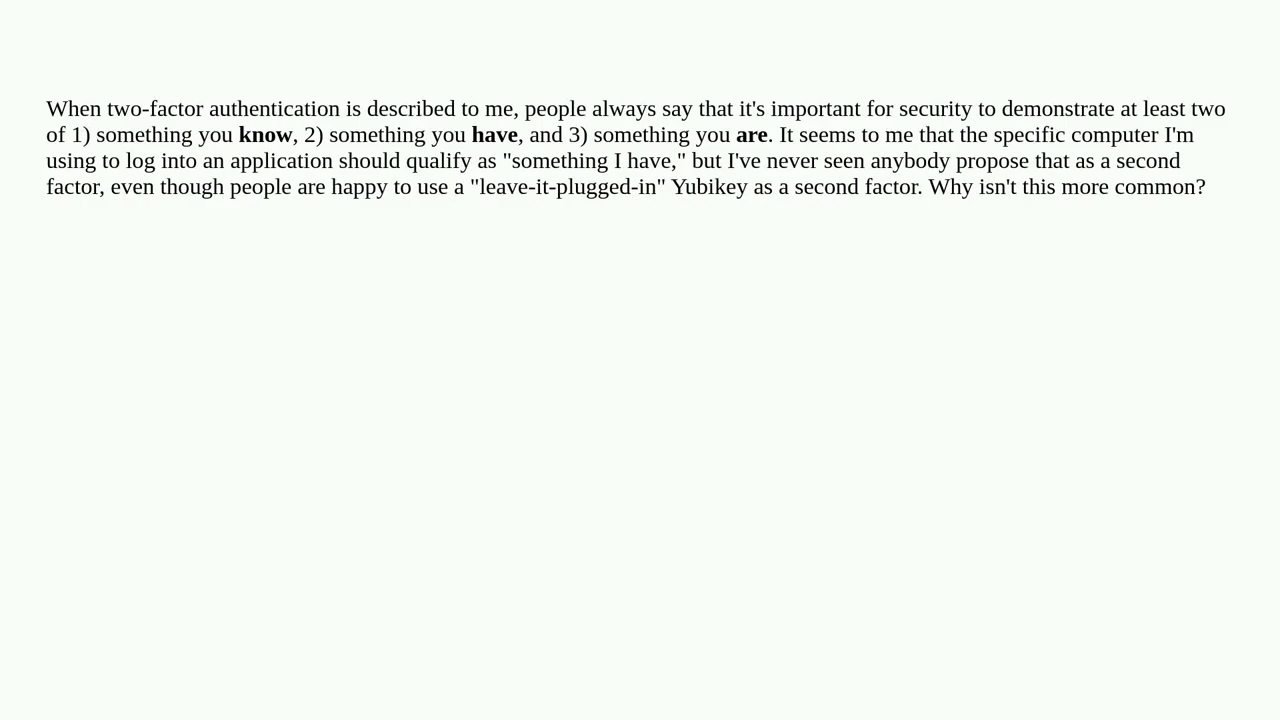 When two-factor authentication is described to me, people always say that it's important for security to demonstrate at least two
of 1) something you know, 2) something you have, and 3) something you are. It seems to me that the specific computer I'm
using to log into an application should qualify as "something I have," but I've never seen anybody propose that as a second
factor, even though people are happy to use a "leave-it-plugged-in" Yubikey as a second factor. Why isn't this more common?